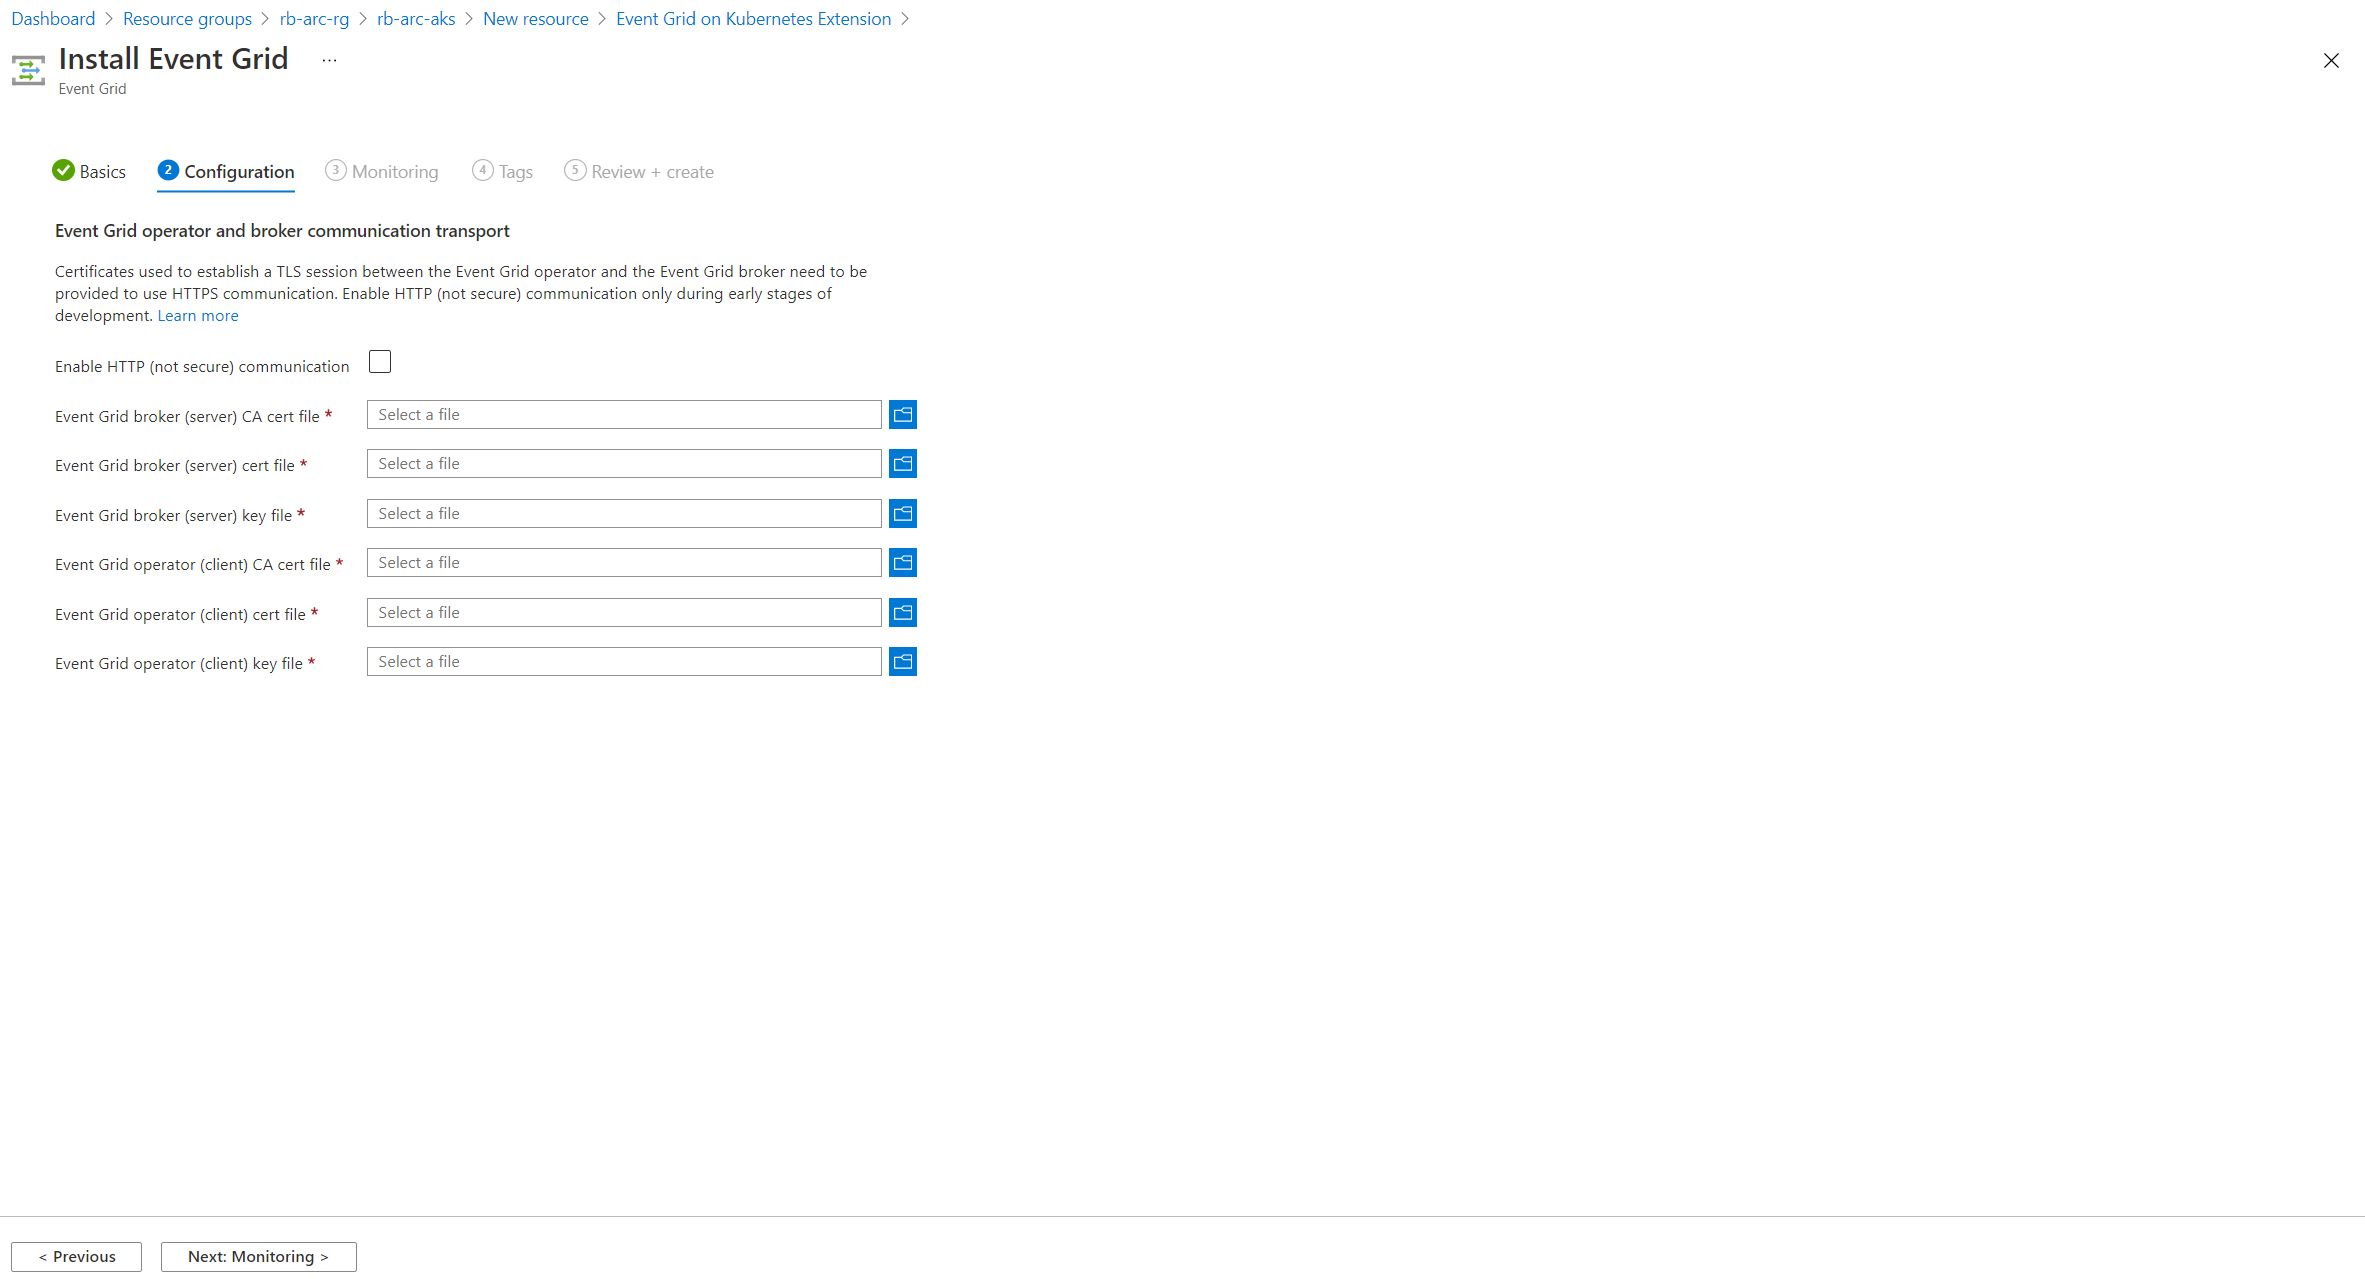 Dashboard > Resource groups > rb-arc-rg > rb-arc-aks > New resource > Event Grid on Kubernetes Extension >
Install Event Grid ...
Event Grid
Basics 2 Configuration 3 Monitoring 4 Tags 5 Review + create
Event Grid operator and broker communication transport
Certificates used to establish a TLS session between the Event Grid operator and the Event Grid broker need to be
provided to use HTTPS communication. Enable HTTP (not secure) communication only during early stages of
development. Learn more
Enable HTTP (not secure) communication
Event Grid broker (server) CA cert file * Select a file
Event Grid broker (server) cert file * Select a file
Event Grid broker (server) key file * Select a file
Event Grid operator (client) CA cert file * Select a file
Event Grid operator (client) cert file * Select a file
Event Grid operator (client) key file * Select a file
< Previous Next: Monitoring >